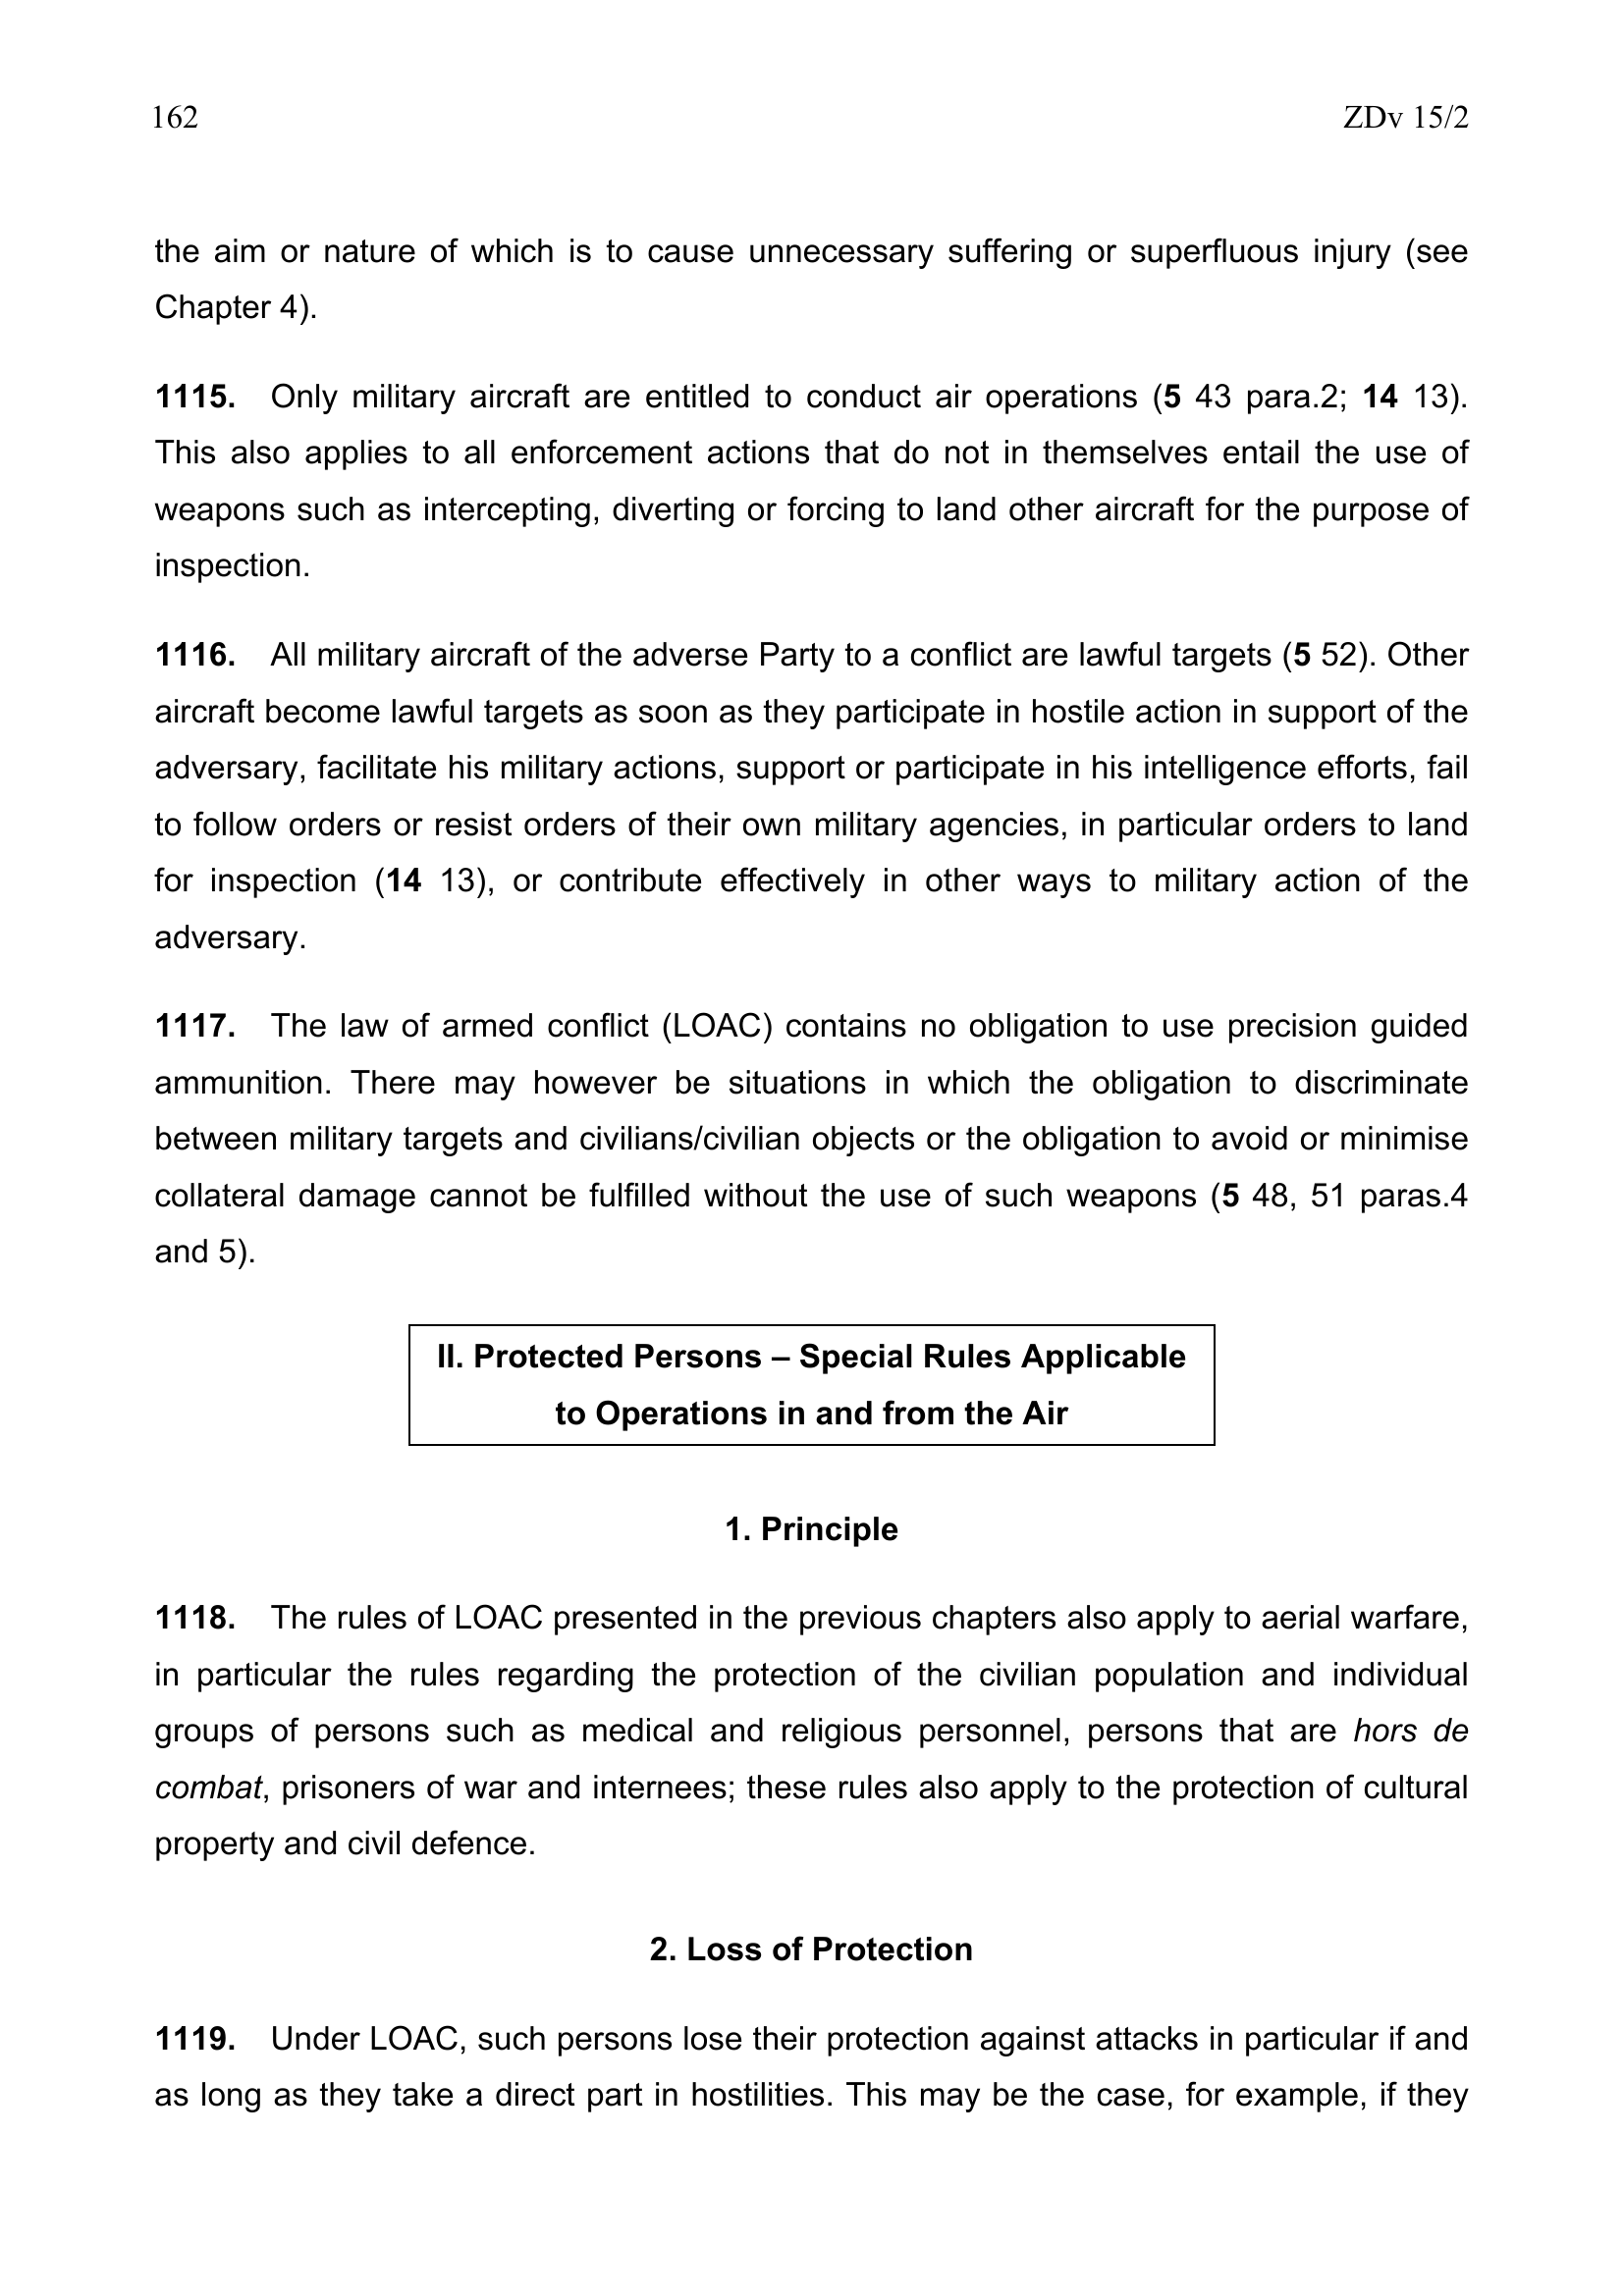 162 ZDv 15/2
the aim or nature of which is to cause unnecessary suffering or superfluous injury (see
Chapter 4).
1115. Only military aircraft are entitled to conduct air operations (5 43 para.2; 14 13).
This also applies to all enforcement actions that do not in themselves entail the use of
weapons such as intercepting, diverting or forcing to land other aircraft for the purpose of
inspection.
1116. All military aircraft of the adverse Party to a conflict are lawful targets (5 52). Other
aircraft become lawful targets as soon as they participate in hostile action in support of the
adversary, facilitate his military actions, support or participate in his intelligence efforts, fail
to follow orders or resist orders of their own military agencies, in particular orders to land
for inspection (14 13), or contribute effectively in other ways to military action of the
adversary.
1117. The law of armed conflict (LOAC) contains no obligation to use precision guided
ammunition. There may however be situations in which the obligation to discriminate
between military targets and civilians/civilian objects or the obligation to avoid or minimise
collateral damage cannot be fulfilled without the use of such weapons (5 48, 51 paras.4
and 5).
II. Protected Persons – Special Rules Applicable
to Operations in and from the Air
1. Principle
1118. The rules of LOAC presented in the previous chapters also apply to aerial warfare,
in particular the rules regarding the protection of the civilian population and individual
groups of persons such as medical and religious personnel, persons that are hors de
combat, prisoners of war and internees; these rules also apply to the protection of cultural
property and civil defence.
2. Loss of Protection
1119. Under LOAC, such persons lose their protection against attacks in particular if and
as long as they take a direct part in hostilities. This may be the case, for example, if they